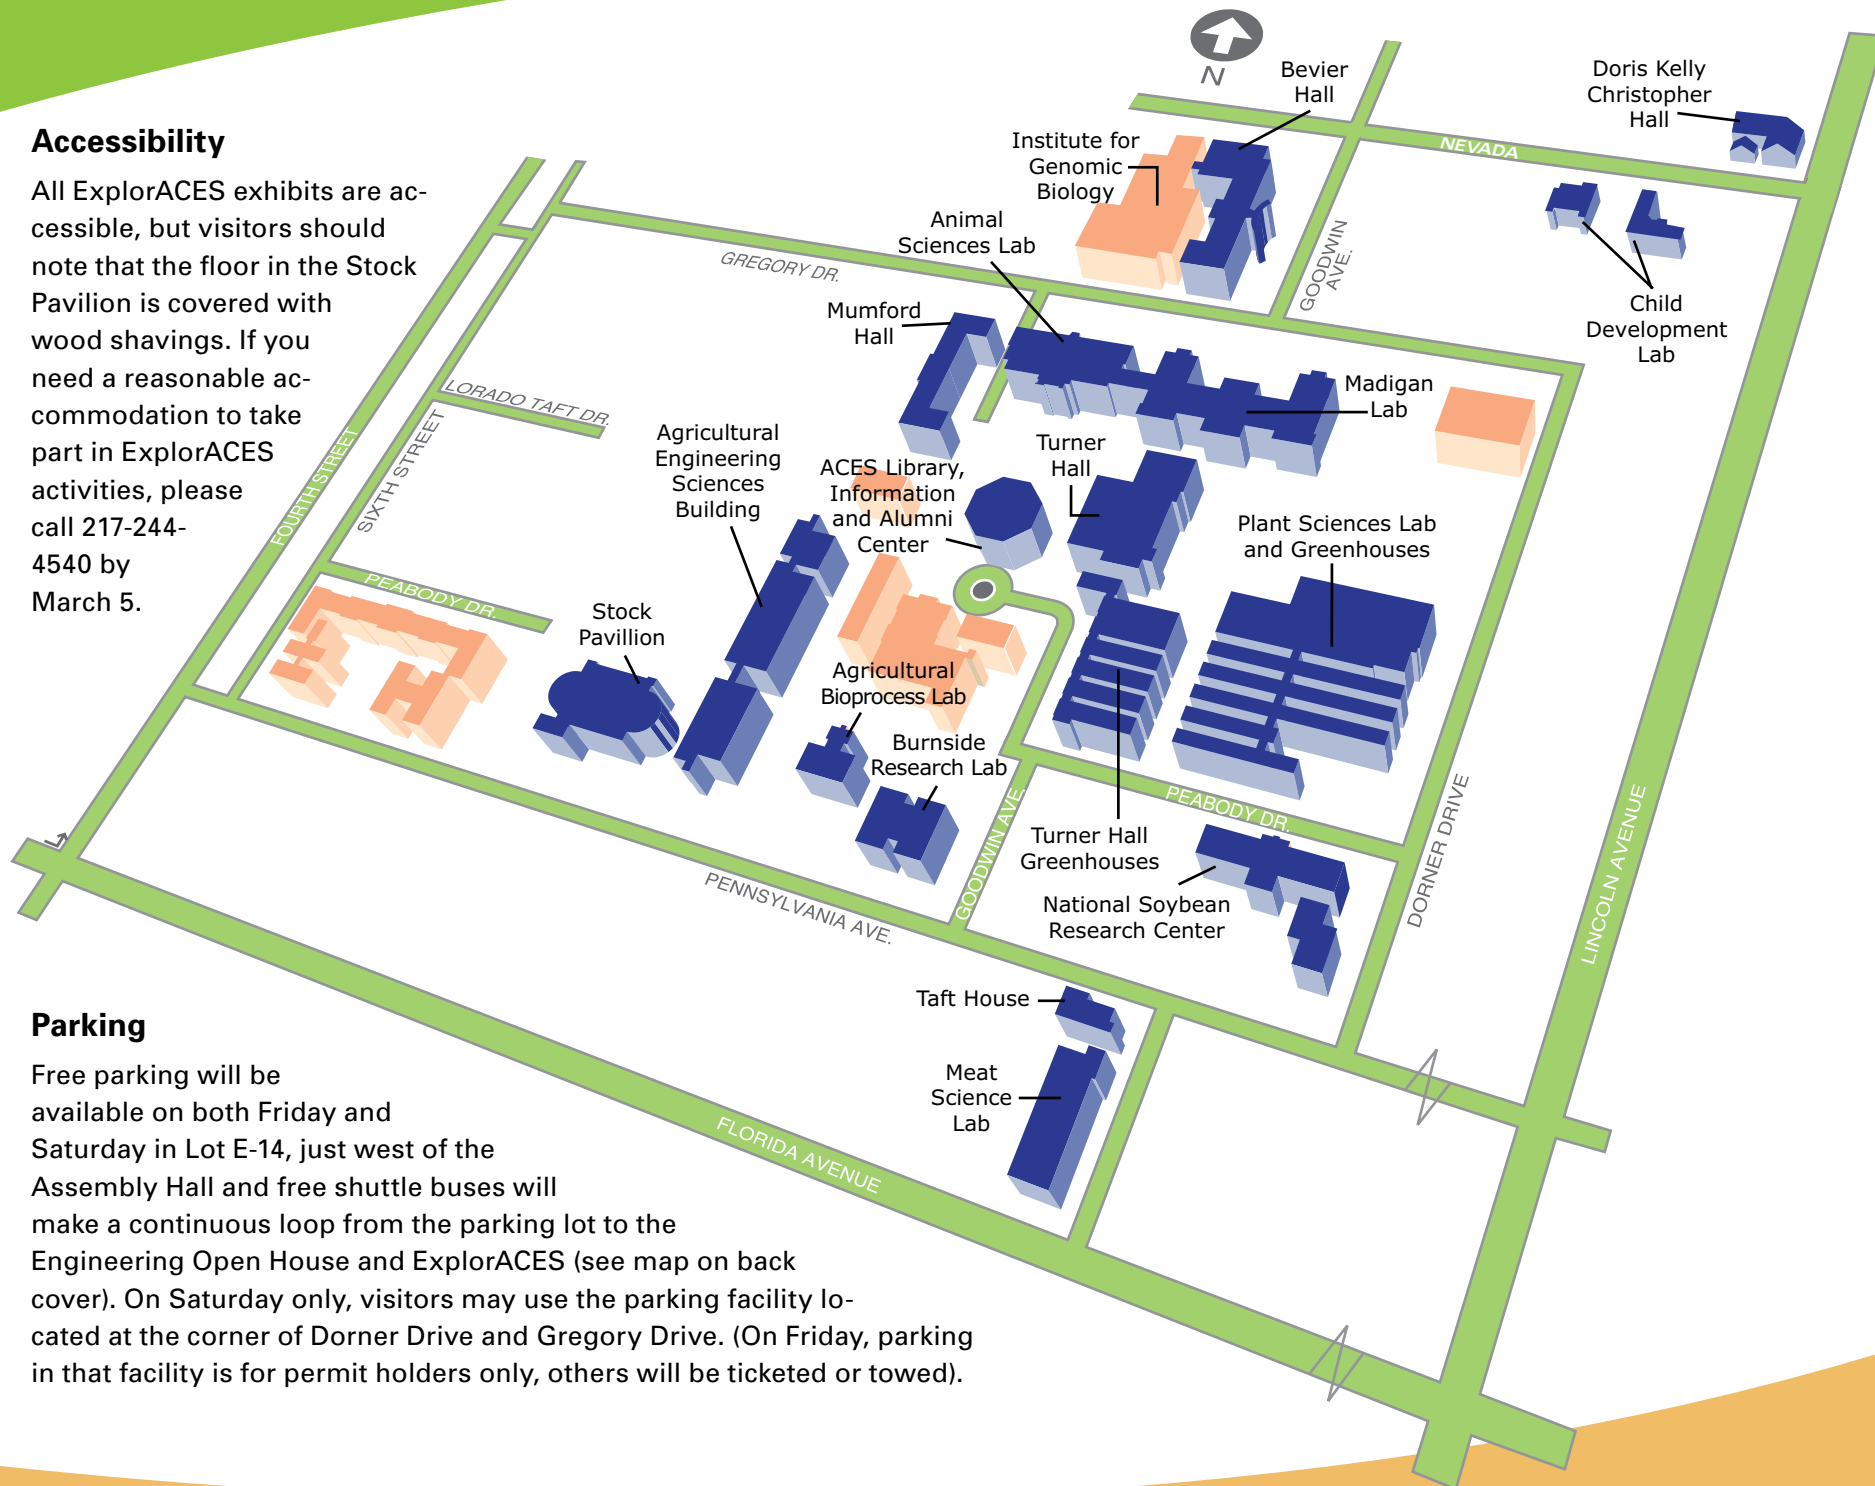 Accessibility
All ExplorACES exhibits are ac-
cessible, but visitors should
note that the floor in the Stock
Pavilion is covered with
wood shavings. If you
need a reasonable ac-
commodation to take
part in ExplorACES
activities, please
call 217-244-
4540 by
March 5.
N
Bevier
Hall
Doris Kelly
Christopher
Hall
NEVADA
Institute for
Genomic
Biology
Animal
Sciences Lab
GREGORY DR.
GOODWIN
AVE.
Child
Development
Lab
Mumford
Hall
Madigan
Lab
LORADO TAFT DR.
FOURTH STREET
SIXTH STREET
Agricultural
Engineering
Sciences
Building
ACES Library,
Information
and Alumni
Center
Turner
Hall
Plant Sciences Lab
and Greenhouses
PEABODY DR.
Stock
Pavillion
Agricultural
Bioprocess Lab
Burnside
Research Lab
PEABODY DR.
Turner Hall
Greenhouses
GOODWIN AVE.
DORNER DRIVE
LINCOLN AVENUE
National Soybean
Research Center
PENNSYLVANIA AVE.
Taft House
Meat
Science
Lab
FLORIDA AVENUE
Parking
Free parking will be
available on both Friday and
Saturday in Lot E-14, just west of the
Assembly Hall and free shuttle buses will
make a continuous loop from the parking lot to the
Engineering Open House and ExplorACES (see map on back
cover). On Saturday only, visitors may use the parking facility lo-
cated at the corner of Dorner Drive and Gregory Drive. (On Friday, parking
in that facility is for permit holders only, others will be ticketed or towed).